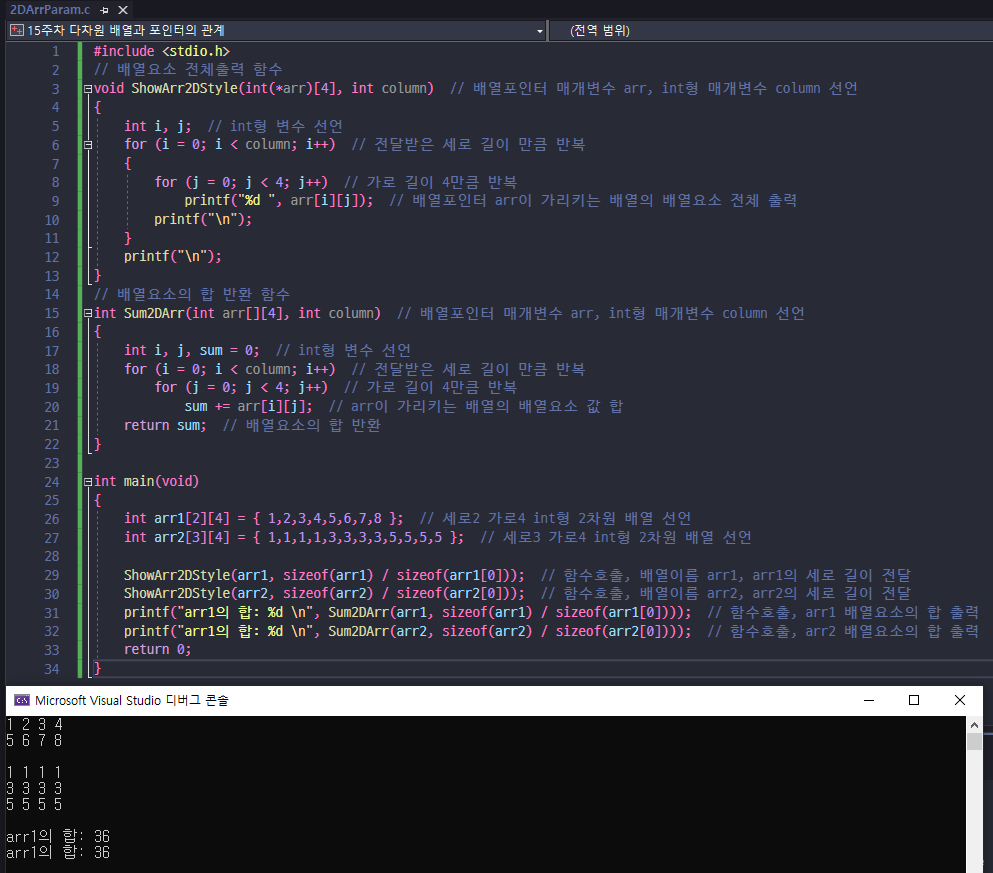 2DArrParam.c
15주차 다차원 배열과 포인터의 관계 (전역 범위)
1 #include <stdio.h>
2 // 배열요소 전체출력 함수
3 void ShowArr2DStyle(int(*arr)[4], int column)  // 배열포인터 매개변수 arr, int형 매개변수 column 선언
4 {
5     int i, j;  // int형 변수 선언
6     for (i = 0; i < column; i++)  // 전달받은 세로 길이 만큼 반복
7     {
8         for (j = 0; j < 4; j++)  // 가로 길이 4만큼 반복
9             printf("%d ", arr[i][j]);  // 배열포인터 arr이 가리키는 배열의 배열요소 전체 출력
10         printf("\n");
11     }
12     printf("\n");
13 }
14 // 배열요소의 합 반환 함수
15 int Sum2DArr(int arr[][4], int column)  // 배열포인터 매개변수 arr, int형 매개변수 column 선언
16 {
17     int i, j, sum = 0;  // int형 변수 선언
18     for (i = 0; i < column; i++)  // 전달받은 세로 길이 만큼 반복
19         for (j = 0; j < 4; j++)  // 가로 길이 4만큼 반복
20             sum += arr[i][j];  // arr이 가리키는 배열의 배열요소 값 합
21     return sum;  // 배열요소의 합 반환
22 }
23
24 int main(void)
25 {
26     int arr1[2][4] = { 1,2,3,4,5,6,7,8 };  // 세로2 가로4 int형 2차원 배열 선언
27     int arr2[3][4] = { 1,1,1,1,3,3,3,3,5,5,5,5 };  // 세로3 가로4 int형 2차원 배열 선언
28
29     ShowArr2DStyle(arr1, sizeof(arr1) / sizeof(arr1[0]));  // 함수호출, 배열이름 arr1, arr1의 세로 길이 전달
30     ShowArr2DStyle(arr2, sizeof(arr2) / sizeof(arr2[0]));  // 함수호출, 배열이름 arr2, arr2의 세로 길이 전달
31     printf("arr1의 합: %d \n", Sum2DArr(arr1, sizeof(arr1) / sizeof(arr1[0])));  // 함수호출, arr1 배열요소의 합 출력
32     printf("arr1의 합: %d \n", Sum2DArr(arr2, sizeof(arr2) / sizeof(arr2[0])));  // 함수호출, arr2 배열요소의 합 출력
33     return 0;
34 }
Microsoft Visual Studio 디버그 콘솔
1 2 3 4
5 6 7 8
1 1 1 1
3 3 3 3
5 5 5 5
arr1의 합: 36
arr1의 합: 36